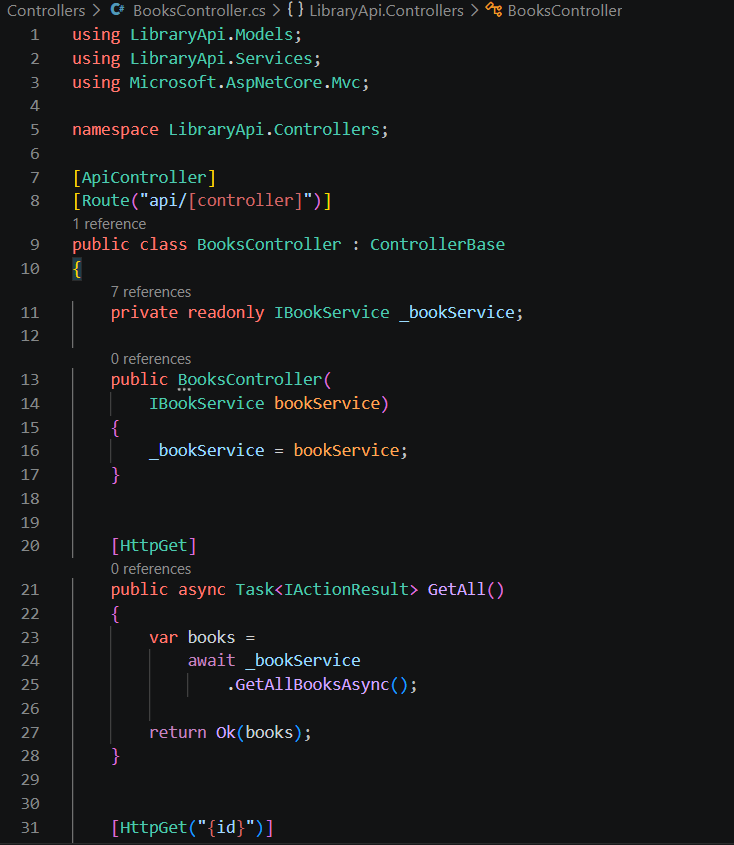 Controllers > BooksController.cs > { } LibraryApi.Controllers > BooksController
1 using LibraryApi.Models;
2 using LibraryApi.Services;
3 using Microsoft.AspNetCore.Mvc;
4
5 namespace LibraryApi.Controllers;
6
7 [ApiController]
8 [Route("api/[controller]")]
1 reference
9 public class BooksController : ControllerBase
10 {
7 references
11 private readonly IBookService _bookService;
12
0 references
13 public BooksController(
14 IBookService bookService)
15 {
16 _bookService = bookService;
17 }
18
19
20 [HttpGet]
0 references
21 public async Task<IActionResult> GetAll()
22 {
23 var books =
24 await _bookService
25 .GetAllBooksAsync();
26
27 return Ok(books);
28 }
29
30
31 [HttpGet("{id}")]